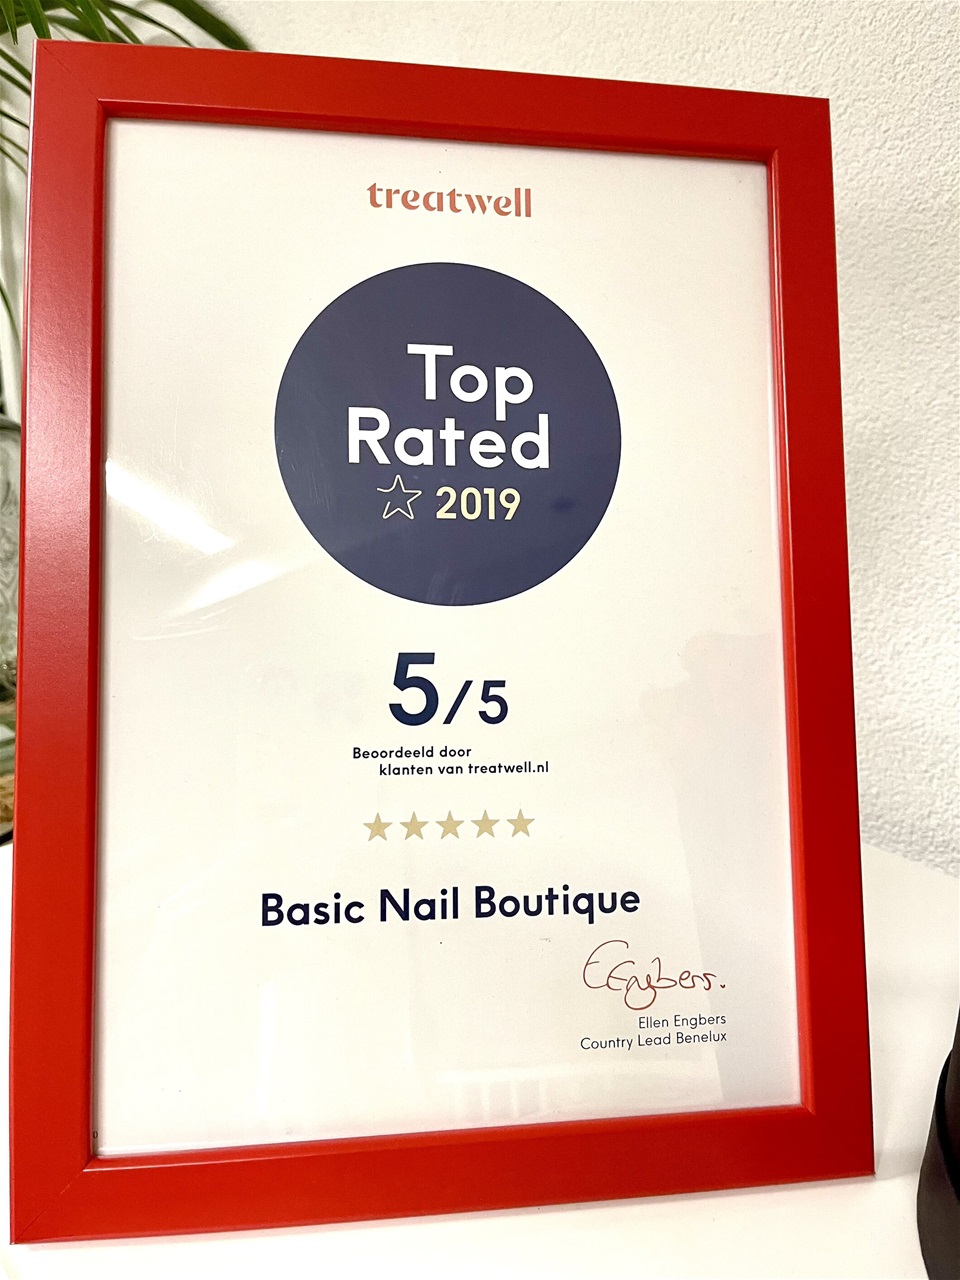 treatwell
Top
Rated
2019
5/5
Beoordeeld door
klanten van treatwell.nl
Basic Nail Boutique
EEngbers.
Ellen Engbers
Country Lead Benelux